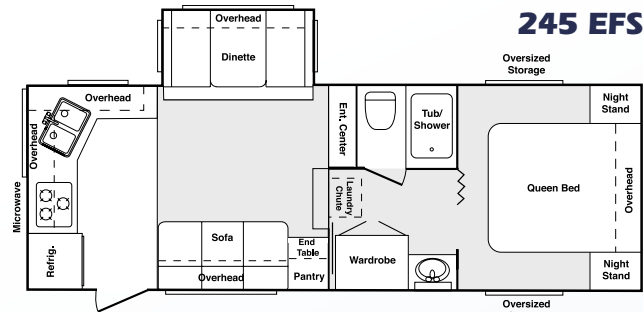 245 EFS
Overhead
Dinette
Oversized
Storage
Overhead
Overhead
Microwave
Refrig.
Sofa
Overhead
End
Table
Pantry
Ent. Center
Laundry
Chute
Wardrobe
Tub/
Shower
Night
Stand
Queen Bed
Overhead
Night
Stand
Oversized